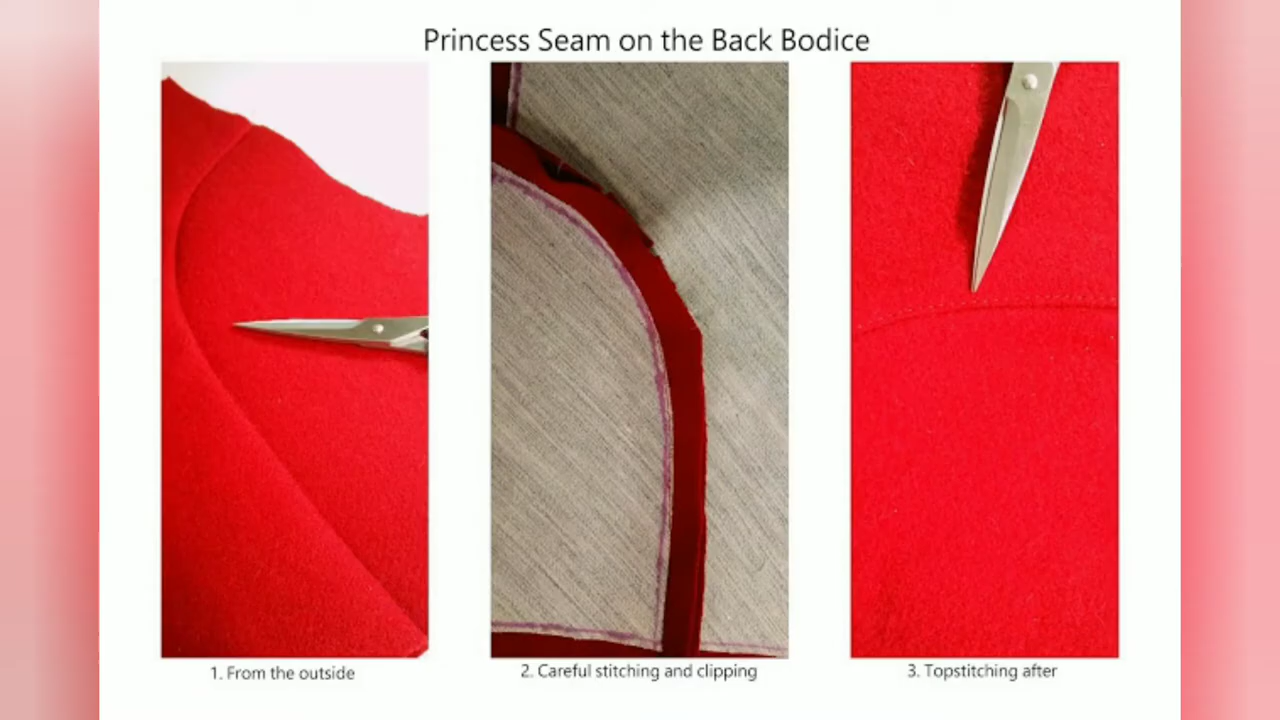 Princess Seam on the Back Bodice
1. From the outside
2. Careful stitching and clipping
3. Topstitching after